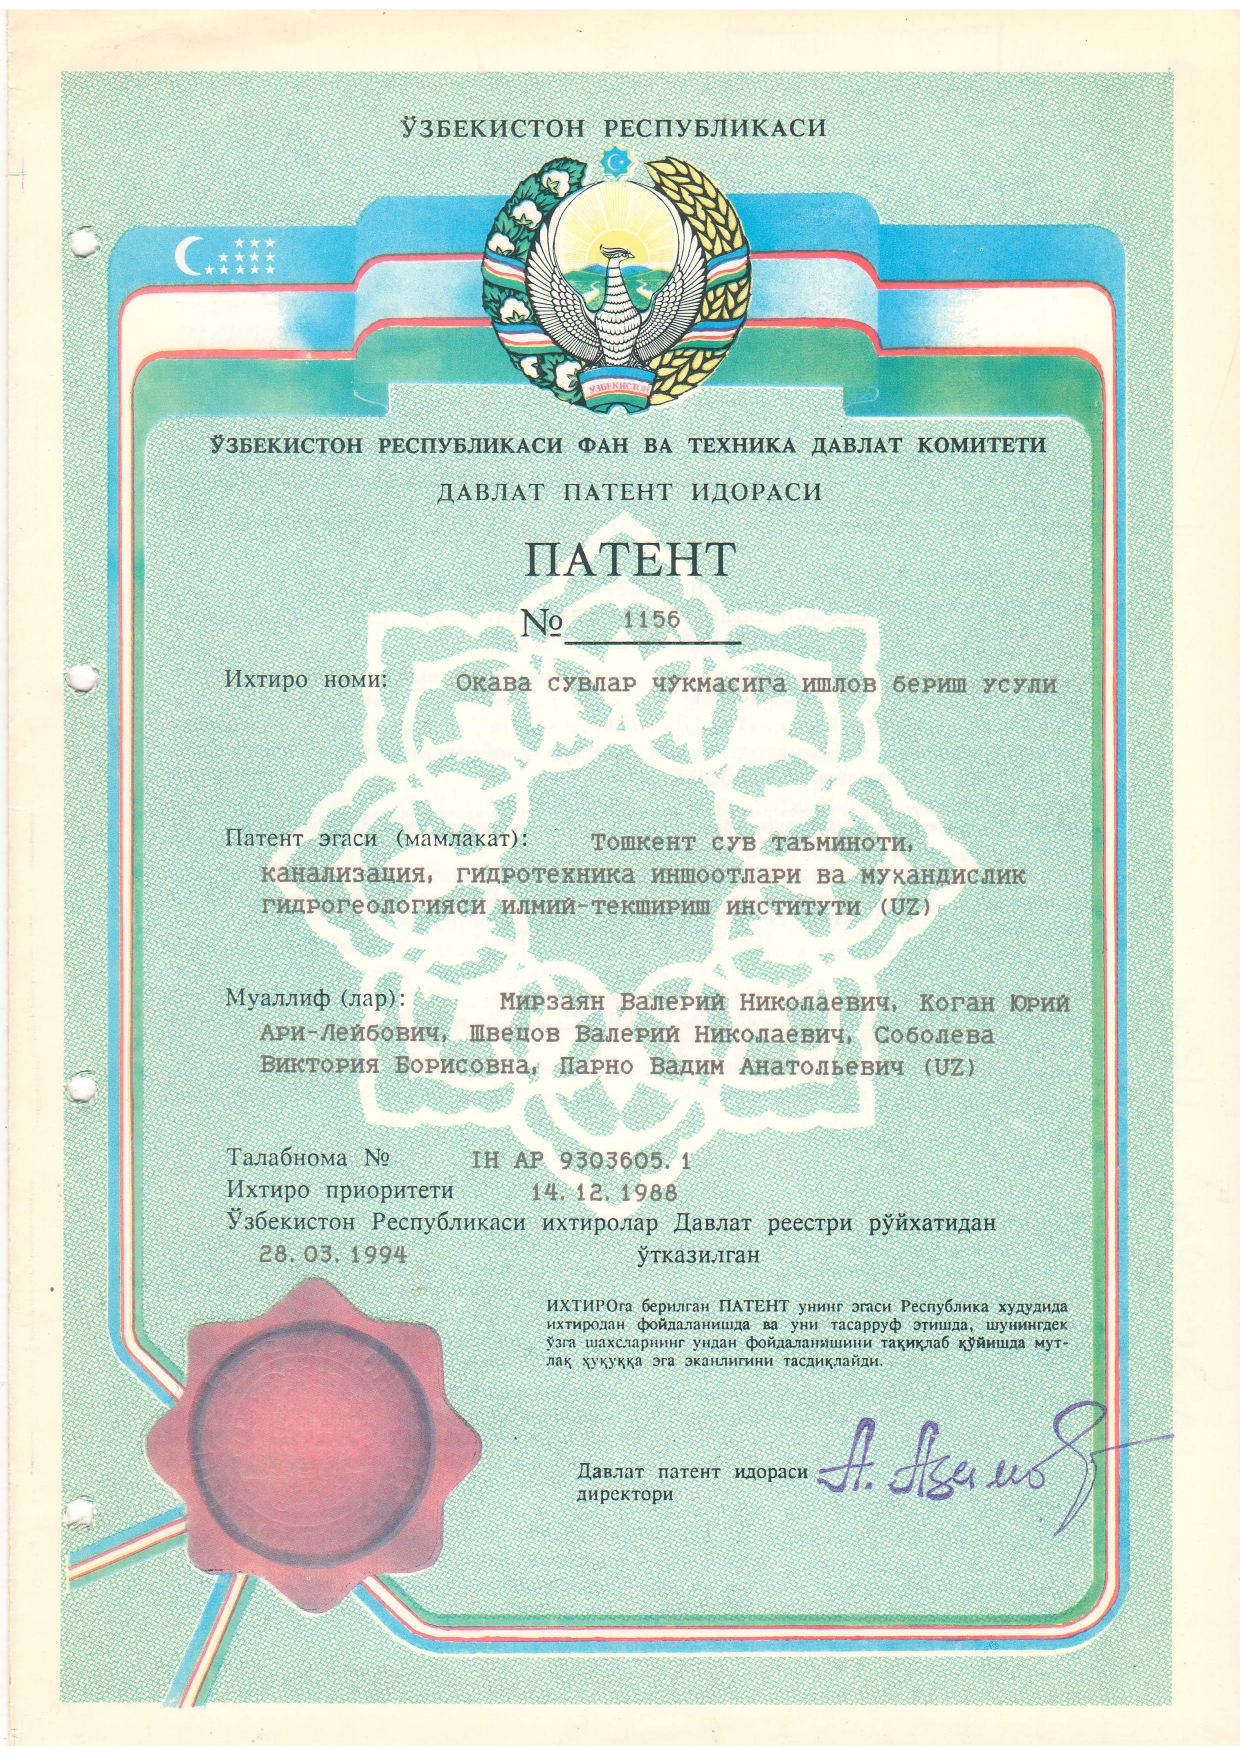 ЎЗБЕКИСТОН РЕСПУБЛИКАСИ
ЎЗБЕКИСТОН
ЎЗБЕКИСТОН РЕСПУБЛИКАСИ ФАН ВА ТЕХНИКА ДАВЛАТ КОМИТЕТИ
ДАВЛАТ ПАТЕНТ ИДОРАСИ
ПАТЕНТ
№ 1156
Ихтиро номи: Окава сувлар чўкмасига ишлов бериш усули
Патент эгаси (мамлакат): Тошкент сув таъминоти,
канализация, гидротехника иншоотлари ва муҳандислик
гидрогеологияси илмий-текшириш институти (UZ)
Муаллиф (лар): Мирзаян Валерий Николаевич, Коган Юрий
Ари-Лейбович, Швецов Валерий Николаевич, Соболева
Виктория Борисовна, Парно Вадим Анатольевич (UZ)
Талабнома № IH AP 9303605.1
Ихтиро приоритети 14.12.1988
Ўзбекистон Республикаси ихтиролар Давлат реестри рўйхатидан
28.03.1994 ўтказилган
ИХТИРОга берилган ПАТЕНТ унинг эгаси Республика худудида
ихтиродан фойдаланишда ва уни тасарруф этишда, шунингдек
ўзга шахсларнинг ундан фойдаланишини тақиқлаб қўйишда мут-
лақ ҳуқуққа эга эканлигини тасдиқлайди.
Давлат патент идораси А. Азимов
директори